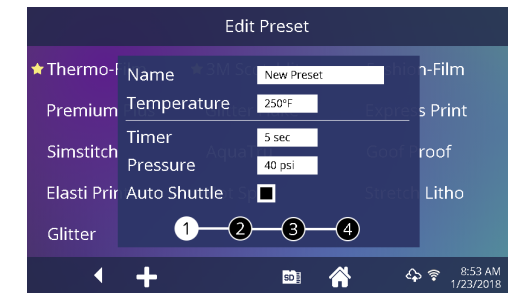 Edit Preset
Thermo-F
3M Sc
n-Film
Name
New Preset
Premium
Temperature
250°F
Express Print
Timer
5 sec
Simstitch
Aqua
Goof Proof
Pressure
40 psi
Elasti Prin
Auto Shuttle
Stretch Litho
Glitter
1
2
3
4
SD
8:53 AM
1/23/2018